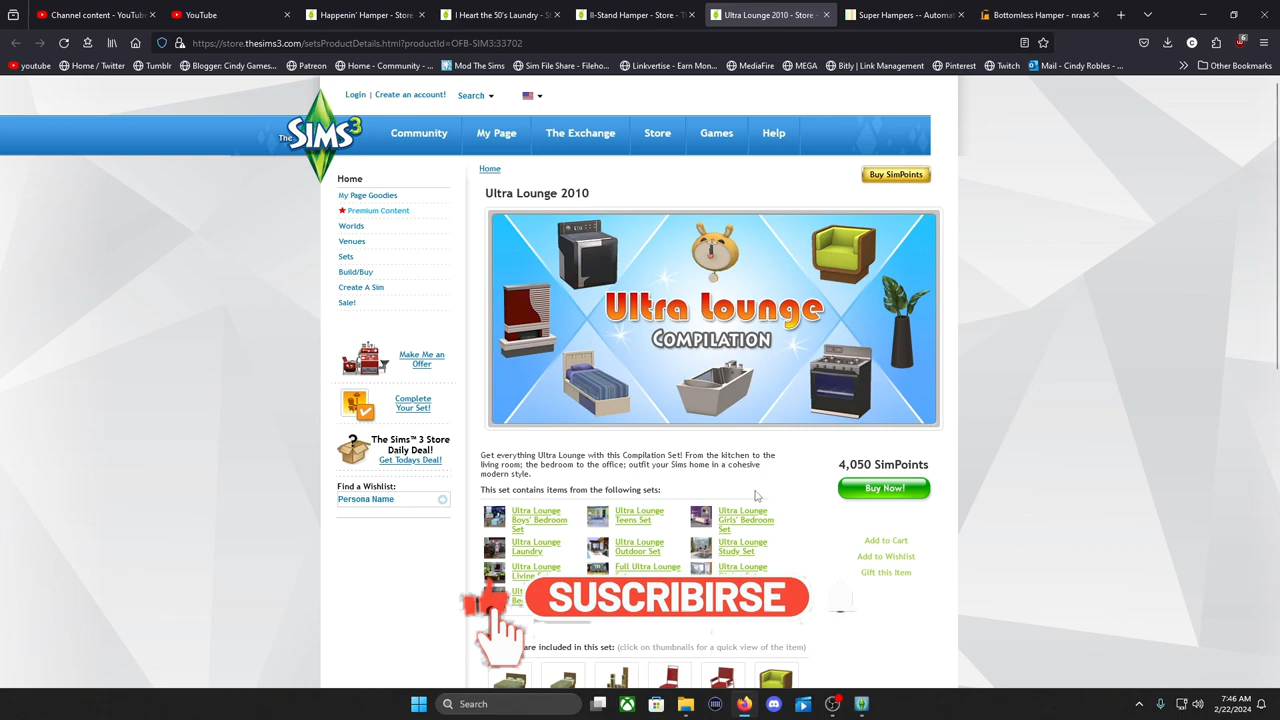 YouTube
YouTube
Happenin' Hamper - Store -
I Heart the 50's Laundry - S
II-Store - Store - T
Ultra Lounge 2010 - Store -
Super Hampers -- Automat
Bottomless Hamper - nraas
https://store.thesims3.com/setsProductDetails.html?productId=OFB-SIM3:33702
youtube
Home / Twitter
Tumblr
Blogger: Cindy Games...
Patreon
Home - Community - ...
Mod The Sims
Sim File Share - Fileho...
Linkvertise - Earn Mon...
MediaFire
MEGA
Bitly | Link Management
Pinterest
Twitch
Mail - Cindy Robles - ...
Other Bookmarks
Login | Create an account! Search
The SIMS 3
Community My Page The Exchange Store Games Help
Home
My Page Goodies
Premium Content
Worlds
Venues
Sets
Build/Buy
Create A Sim
Sale!
Make Me an
Offer
Complete
Your Set!
The Sims™ 3 Store
Daily Deal!
Get Todays Deal!
Find a Wishlist:
Persona Name
Home
Buy SimPoints
Ultra Lounge 2010
Ultra Lounge
COMPILATION
Get everything Ultra Lounge with this Compilation Set! From the kitchen to the
living room; the bedroom to the office; outfit your Sims home in a cohesive
modern style.
This set contains items from the following sets:
4,050 SimPoints
Buy Now!
Add to Cart
Add to Wishlist
Gift this Item
Ultra Lounge
Boys' Bedroom
Set
Ultra Lounge
Teens Set
Ultra Lounge
Girls' Bedroom
Set
Ultra Lounge
Laundry
Ultra Lounge
Outdoor Set
Ultra Lounge
Study Set
Ultra Lounge
Full Ultra Lounge
Ultra Lounge
SUSCRIBIRSE
are included in this set: (click on thumbnails for a quick view of the item)
Search
7:46 AM
2/22/2024